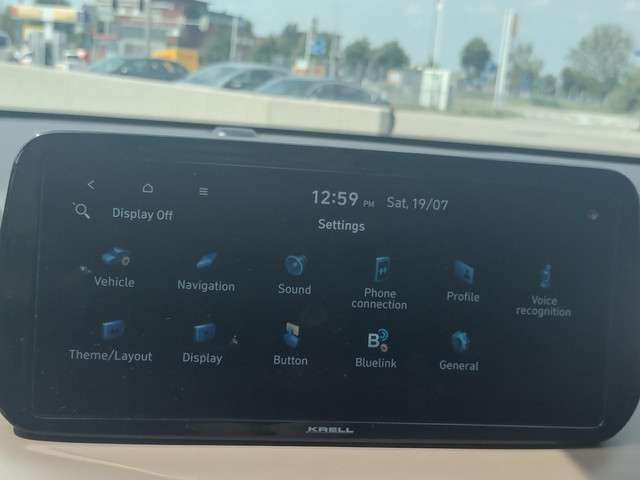 12:59 PM Sat, 19/07
Display Off
Settings
Vehicle
Navigation
Sound
Phone
connection
Profile
Voice
recognition
Theme/Layout
Display
Button
Bluelink
General
KRELL